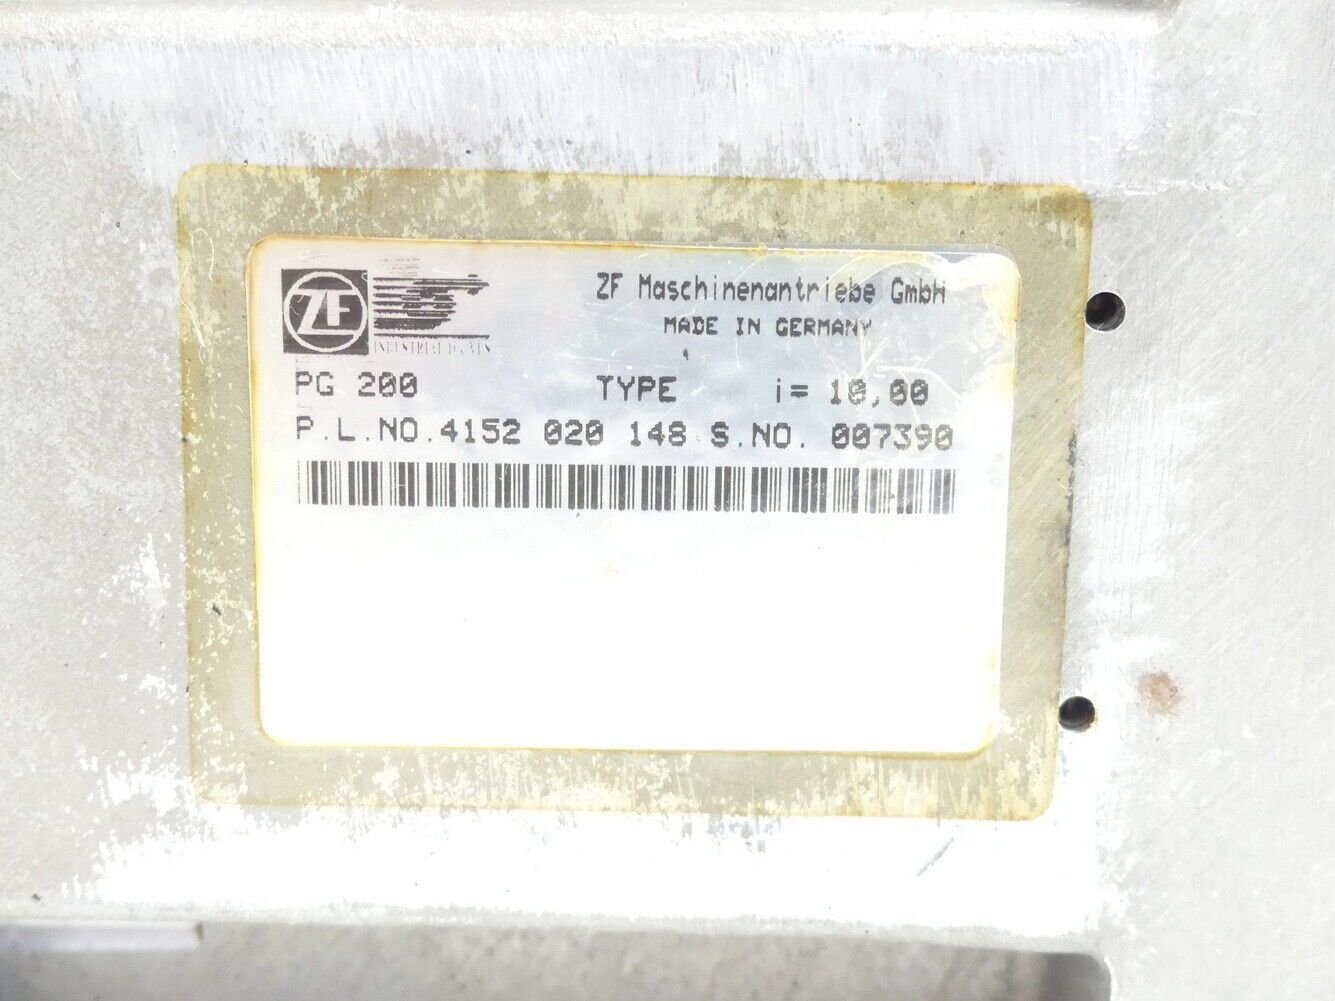 ZF
ZF Maschinenantriebe GmbH
MADE IN GERMANY
PG 200 TYPE i= 10,00
P.L.NO.4152 020 148 S.NO. 007390